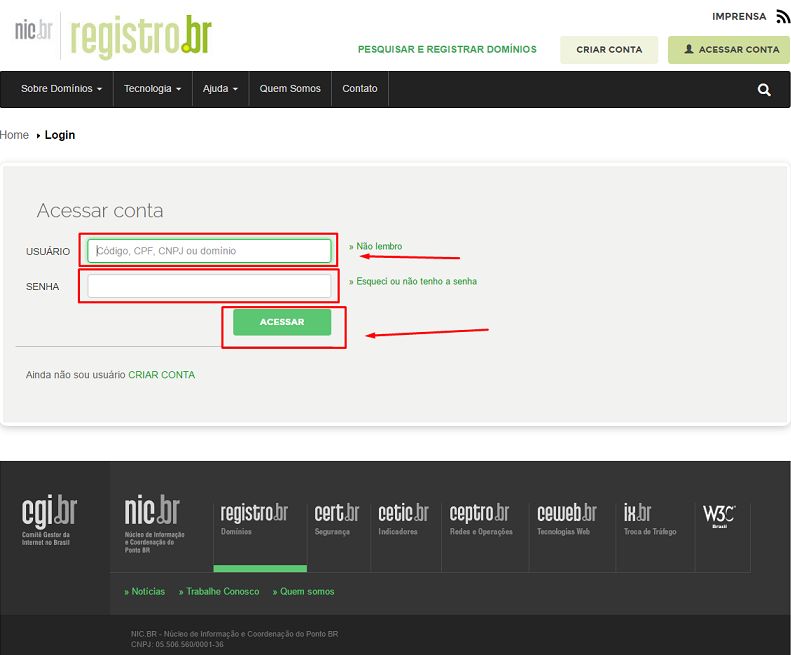 nic.br registro.br
IMPRENSA
PESQUISAR E REGISTRAR DOMÍNIOS CRIAR CONTA ACESSAR CONTA
Sobre Domínios Tecnologia Ajuda Quem Somos Contato
Home Login
Acessar conta
USUÁRIO Código, CPF, CNPJ ou domínio » Não lembro
SENHA » Esqueci ou não tenho a senha
ACESSAR
Ainda não sou usuário CRIAR CONTA
cgi.br nic.br registro.br cert.br cetic.br ceptro.br ceweb.br ix.br W3C
Brasil
Comitê Gestor da
Internet no Brasil
Núcleo de Informação
e Coordenação do
Ponto BR
Domínios Segurança Indicadores Redes e Operações Tecnologias Web Troca de Tráfego
» Notícias » Trabalhe Conosco » Quem somos
NIC.BR - Núcleo de Informação e Coordenação do Ponto BR
CNPJ: 05.506.560/0001-36